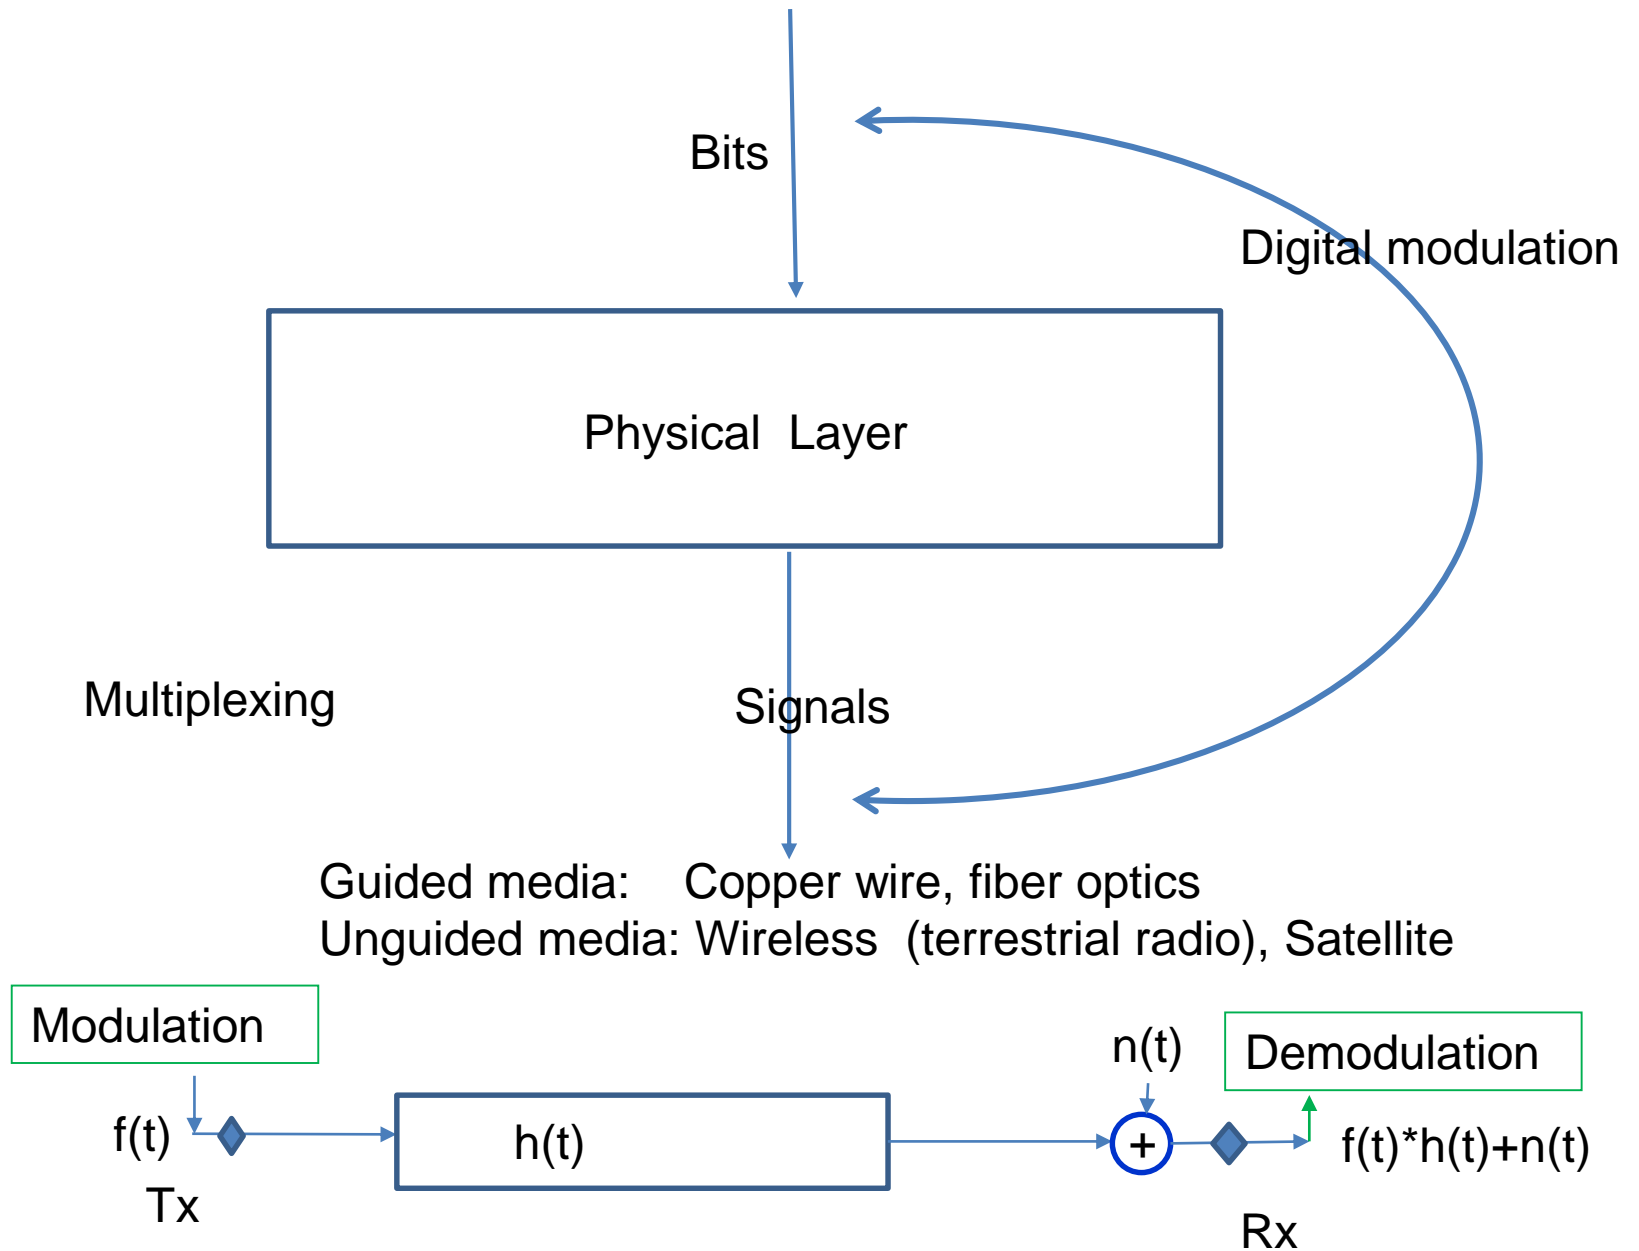 Bits
Digital modulation
Physical Layer
Multiplexing
Signals
Guided media: Copper wire, fiber optics
Unguided media: Wireless (terrestrial radio), Satellite
Modulation
n(t)
Demodulation
f(t)
h(t)
+
f(t)*h(t)+n(t)
Tx
Rx